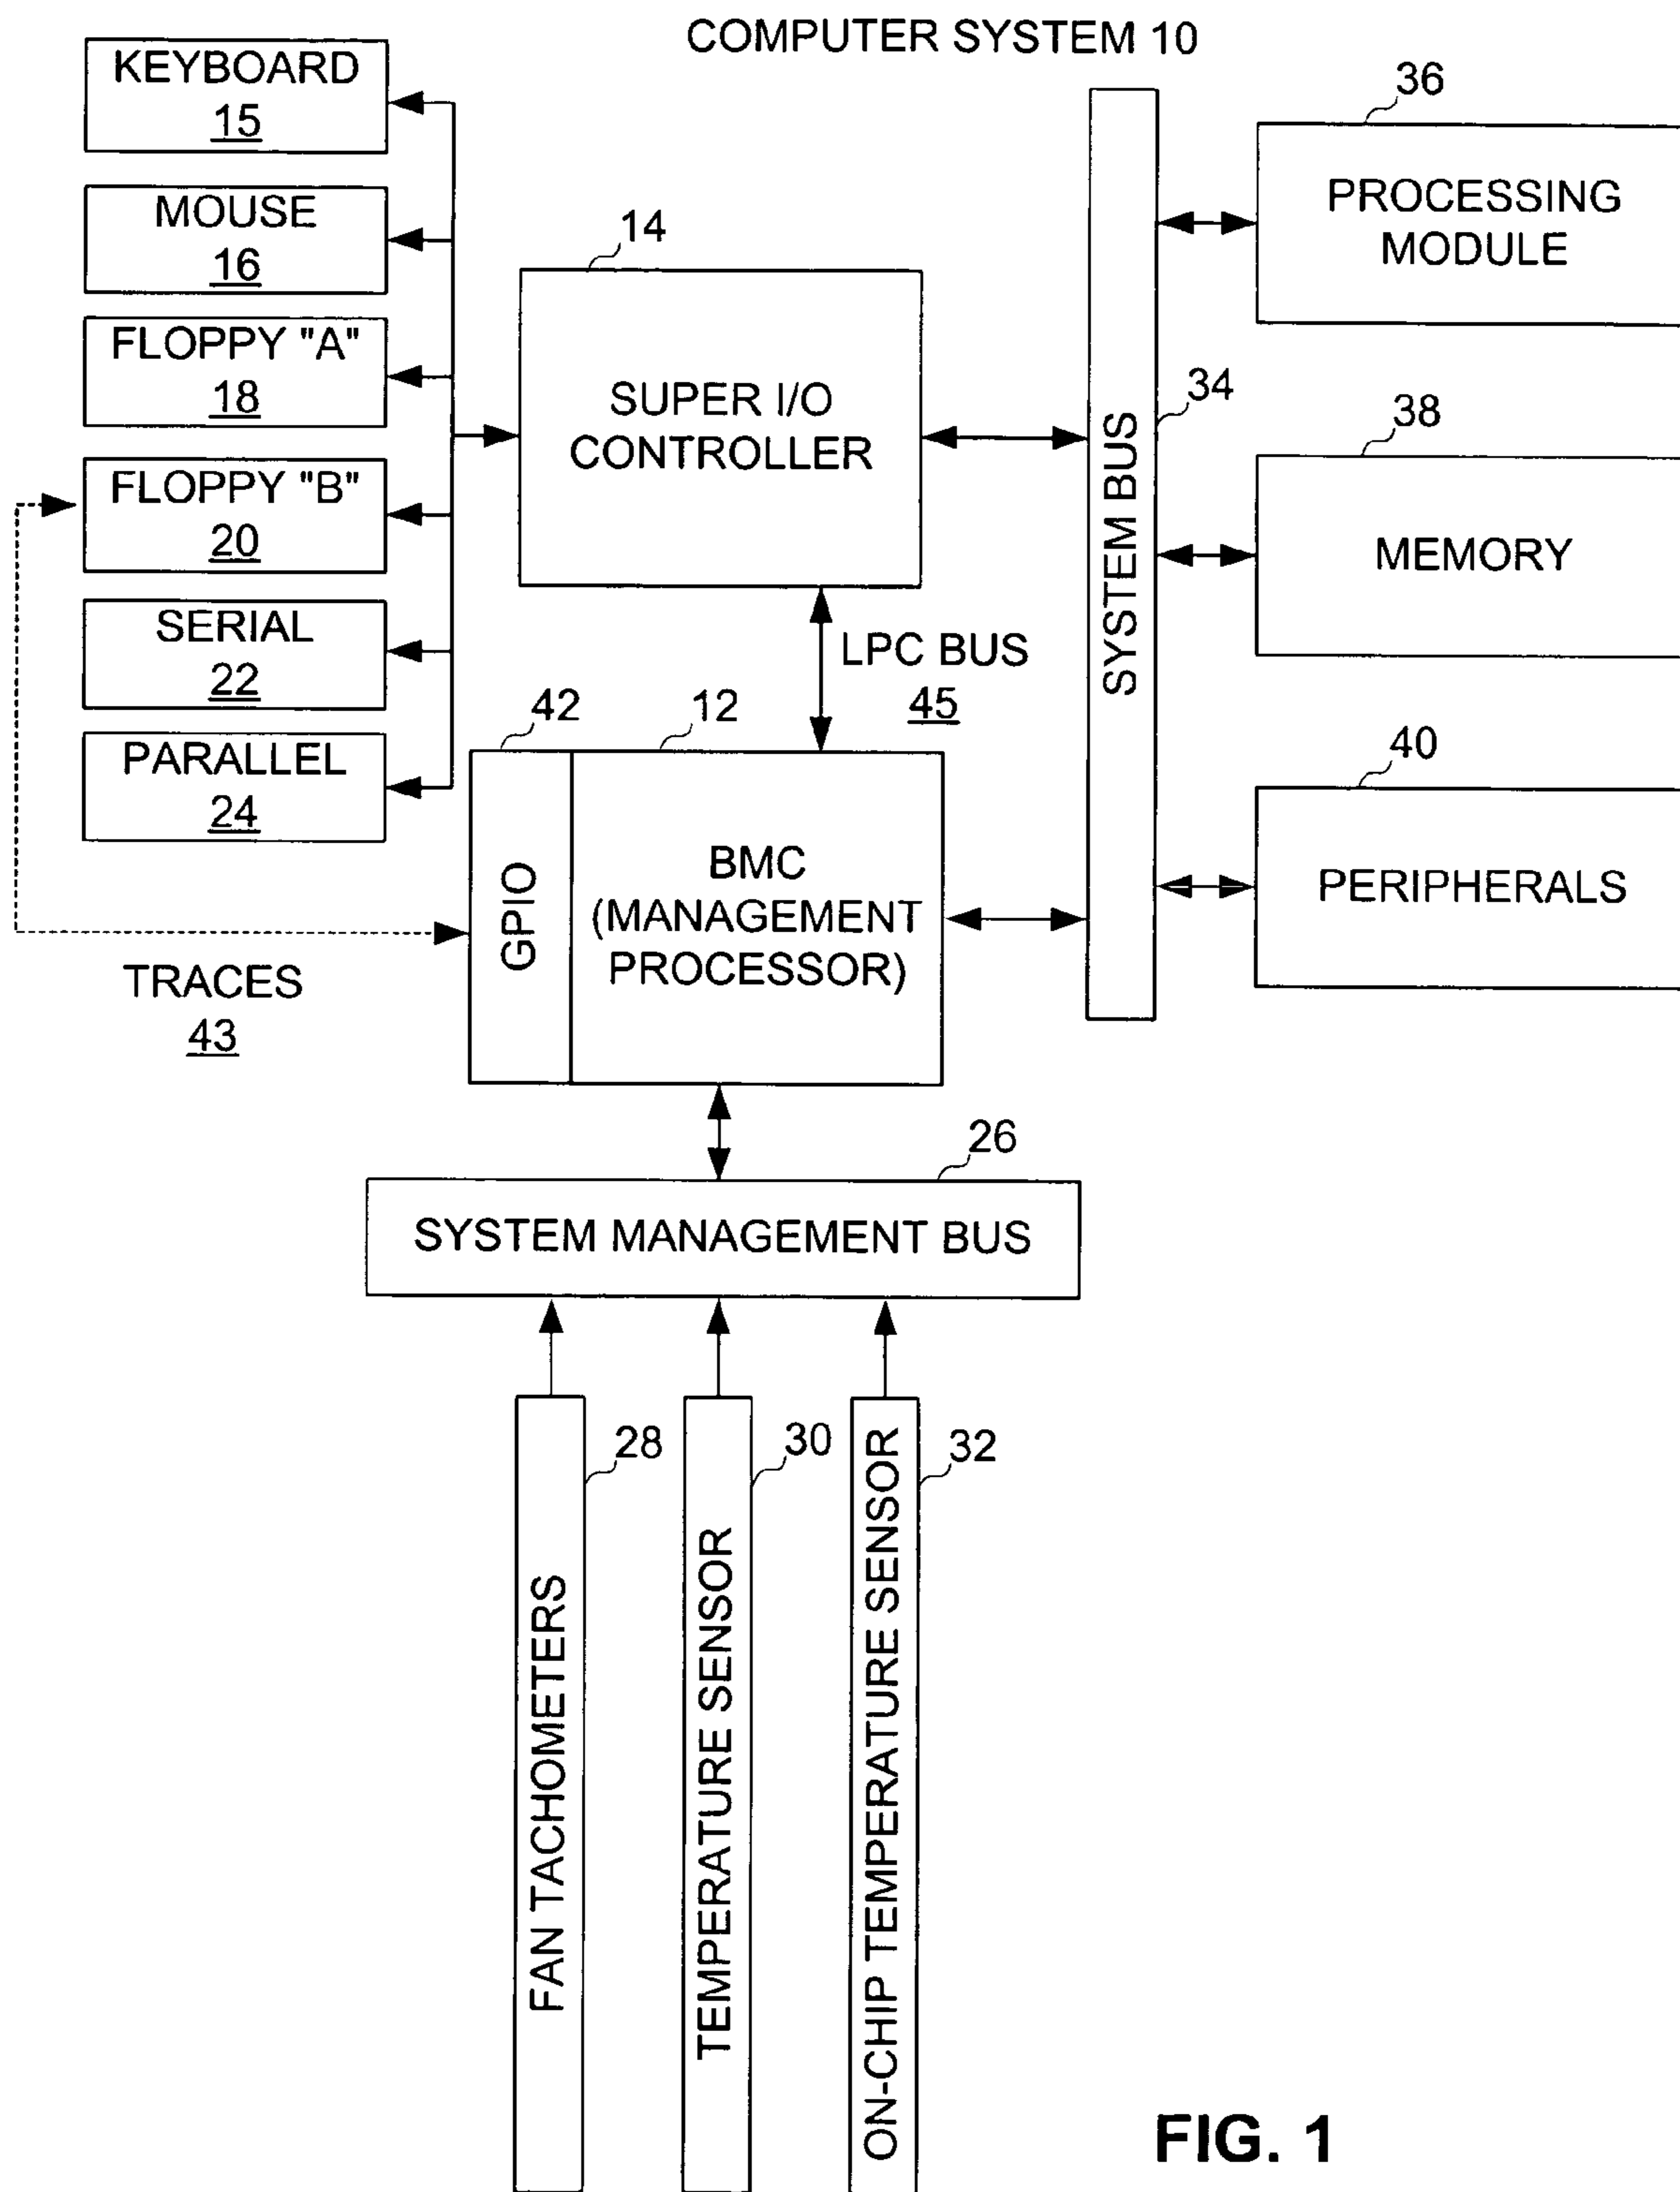 COMPUTER SYSTEM 10
KEYBOARD
15
MOUSE
16
FLOPPY "A"
18
FLOPPY "B"
20
SERIAL
22
PARALLEL
24
14
SUPER I/O
CONTROLLER
LPC BUS
45
42
12
GPIO
BMC
(MANAGEMENT
PROCESSOR)
TRACES
43
34
SYSTEM BUS
36
PROCESSING
MODULE
38
MEMORY
40
PERIPHERALS
26
SYSTEM MANAGEMENT BUS
28
FAN TACHOMETERS
30
TEMPERATURE SENSOR
32
ON-CHIP TEMPERATURE SENSOR
FIG. 1